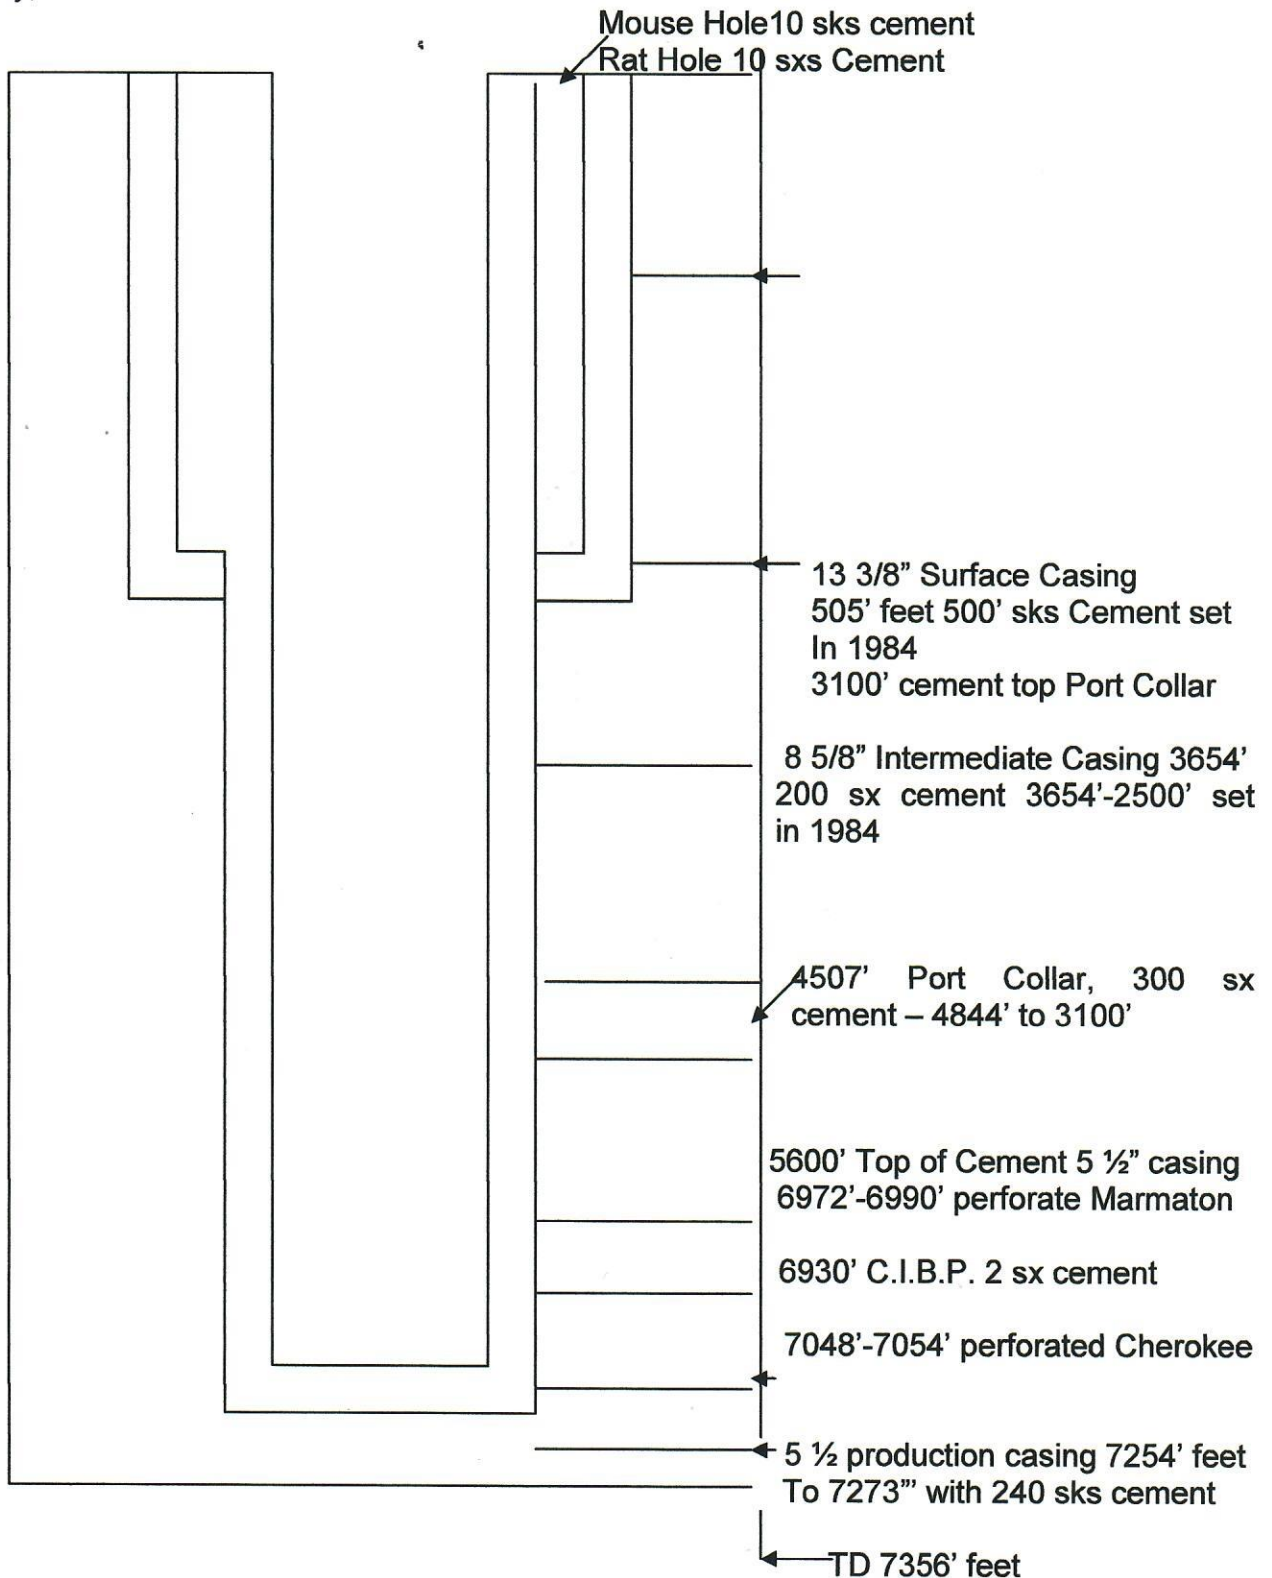 Mouse Hole10 sks cement
Rat Hole 10 sxs Cement
13 3/8” Surface Casing
505’ feet 500’ sks Cement set
In 1984
3100’ cement top Port Collar
8 5/8” Intermediate Casing 3654’
200 sx cement 3654’-2500’ set
in 1984
4507’ Port Collar, 300 sx
cement – 4844’ to 3100’
5600’ Top of Cement 5 ½” casing
6972’-6990’ perforate Marmaton
6930’ C.I.B.P. 2 sx cement
7048’-7054’ perforated Cherokee
5 ½ production casing 7254’ feet
To 7273’” with 240 sks cement
TD 7356’ feet